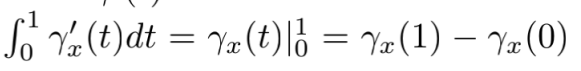 ∫₀¹ γ′ₓ(t)dt = γₓ(t)|₀¹ = γₓ(1) − γₓ(0)